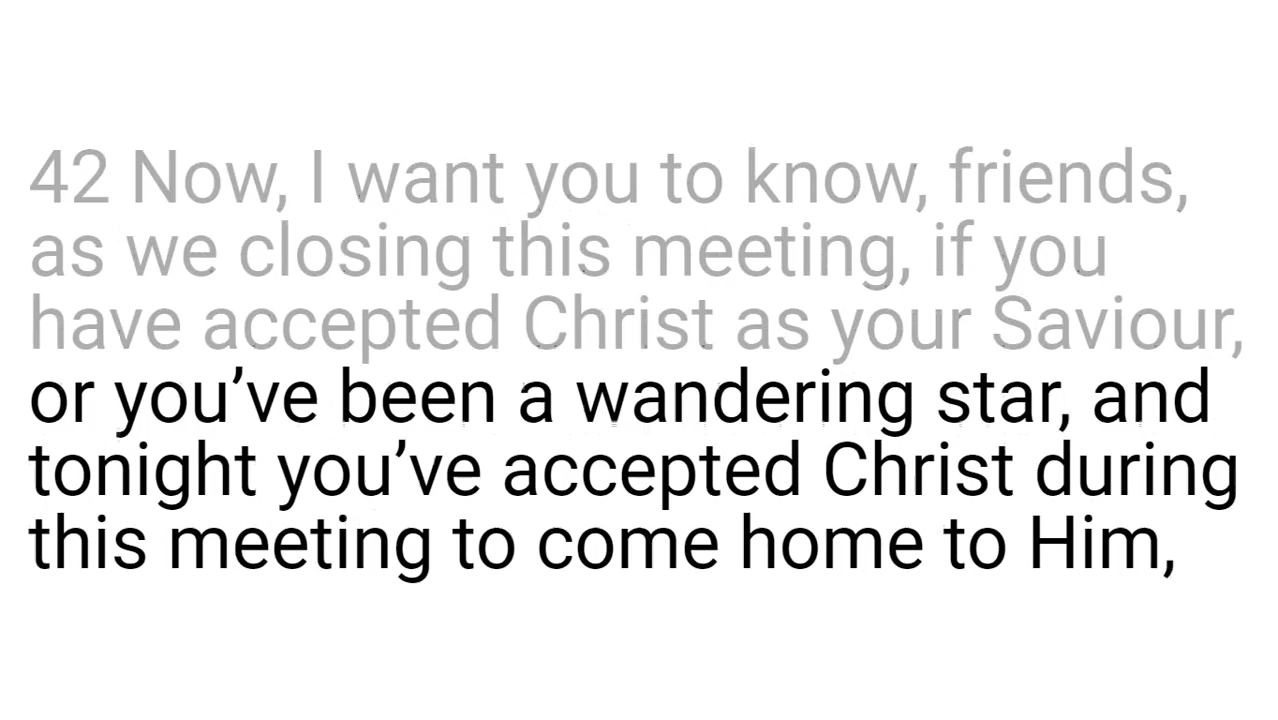 42 Now, I want you to know, friends,
as we closing this meeting, if you
have accepted Christ as your Saviour,
or you’ve been a wandering star, and
tonight you’ve accepted Christ during
this meeting to come home to Him,